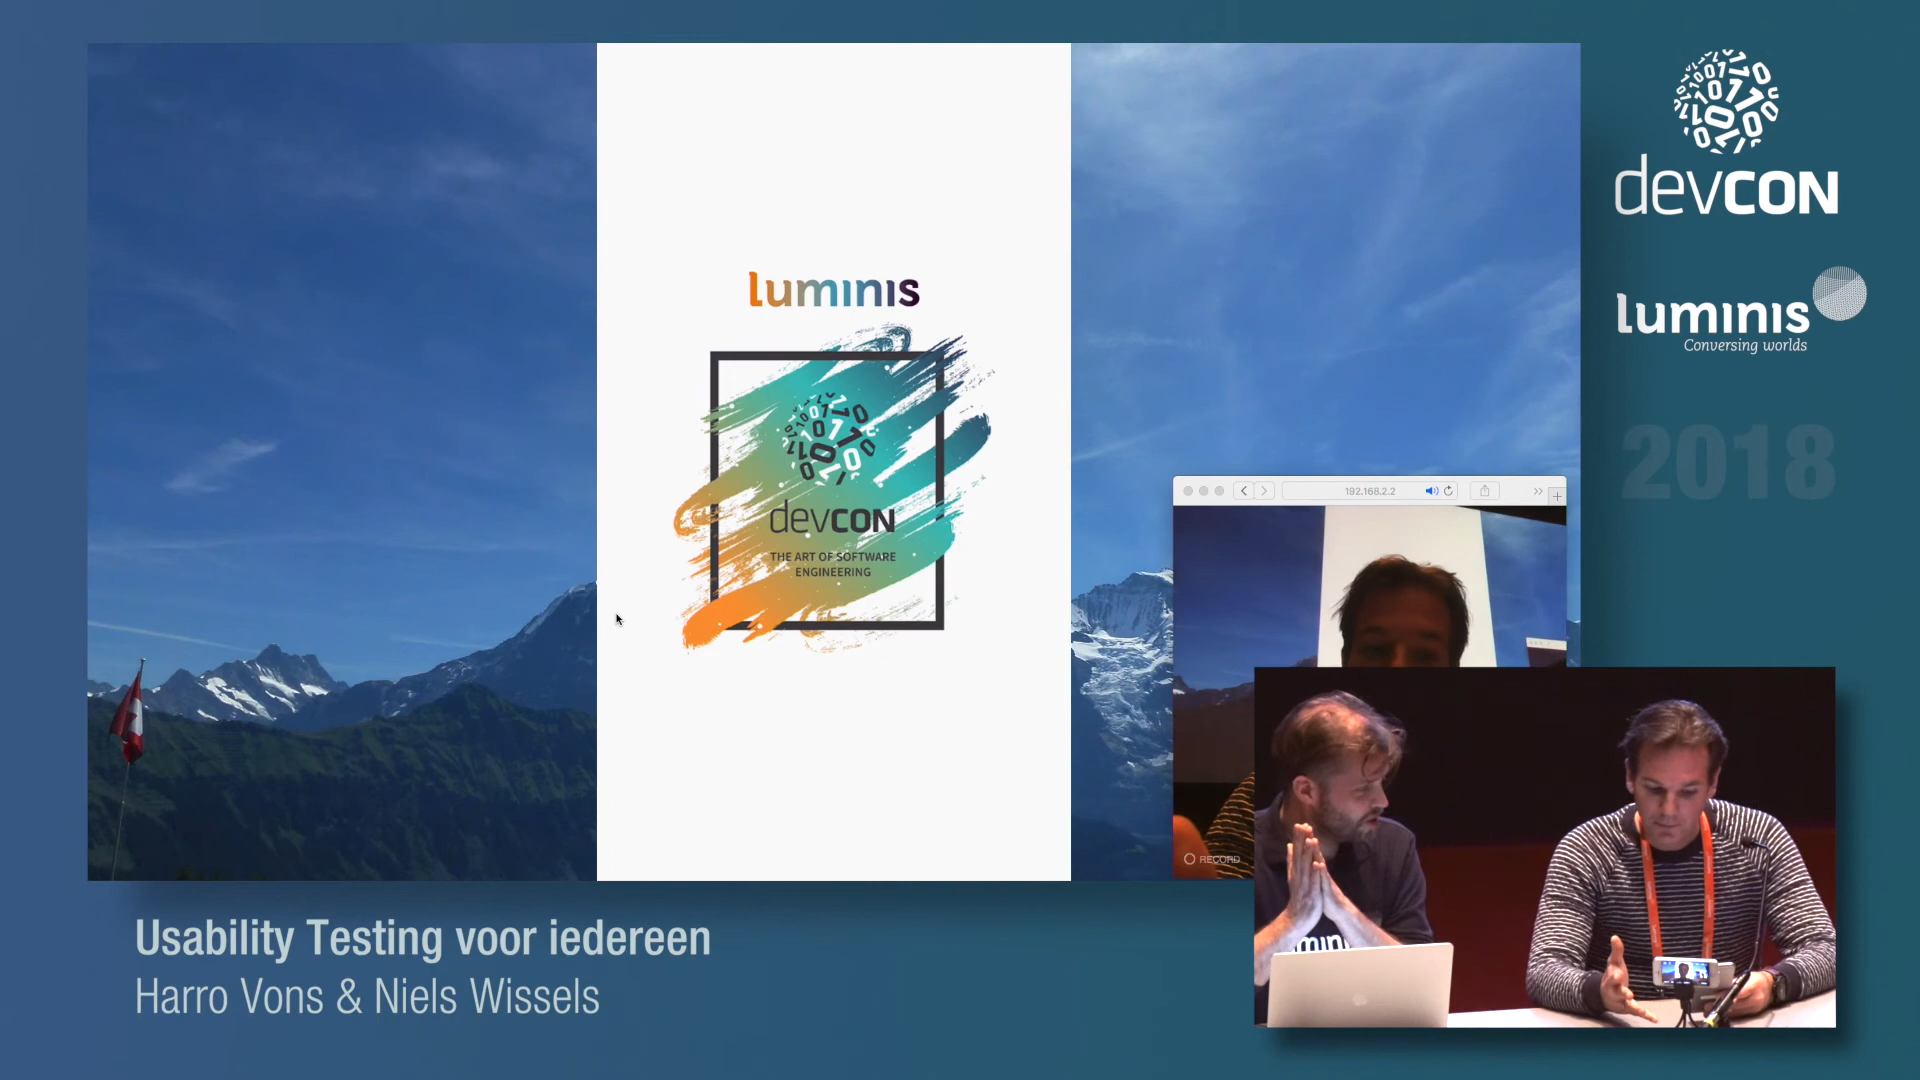 luminis
devcon
THE ART OF SOFTWARE
ENGINEERING
192.168.2.2
RECORD
devcon
luminis
Conversing worlds
2018
Usability Testing voor iedereen
Harro Vons & Niels Wissels